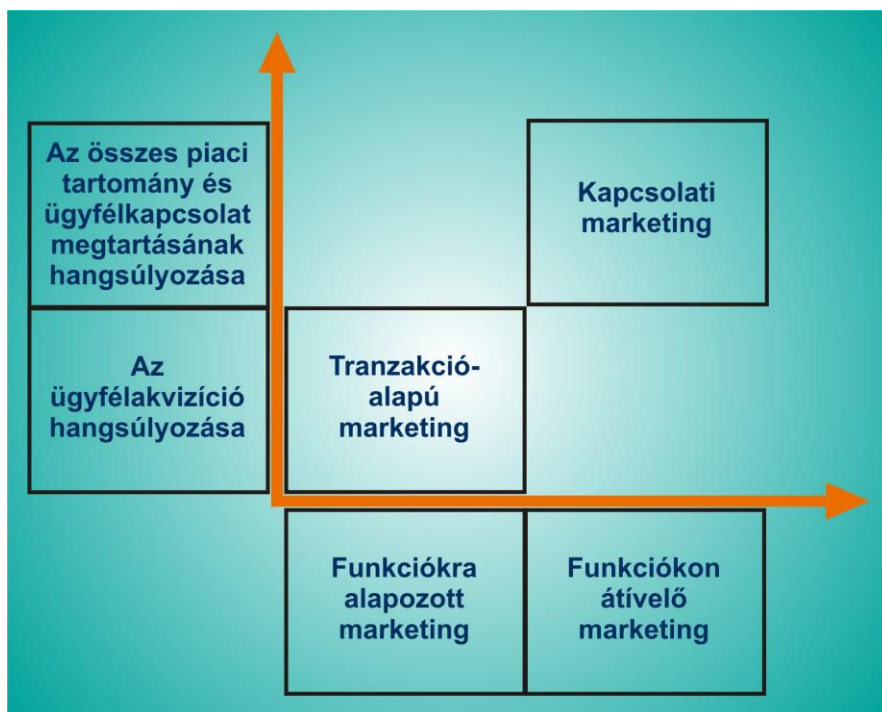 Az összes piaci
tartomány és
ügyfélkapcsolat
megtartásának
hangsúlyozása
Kapcsolati
marketing
Az
ügyfélakvizíció
hangsúlyozása
Tranzakció-
alapú
marketing
Funkciókra
alapozott
marketing
Funkciókon
átívelő
marketing